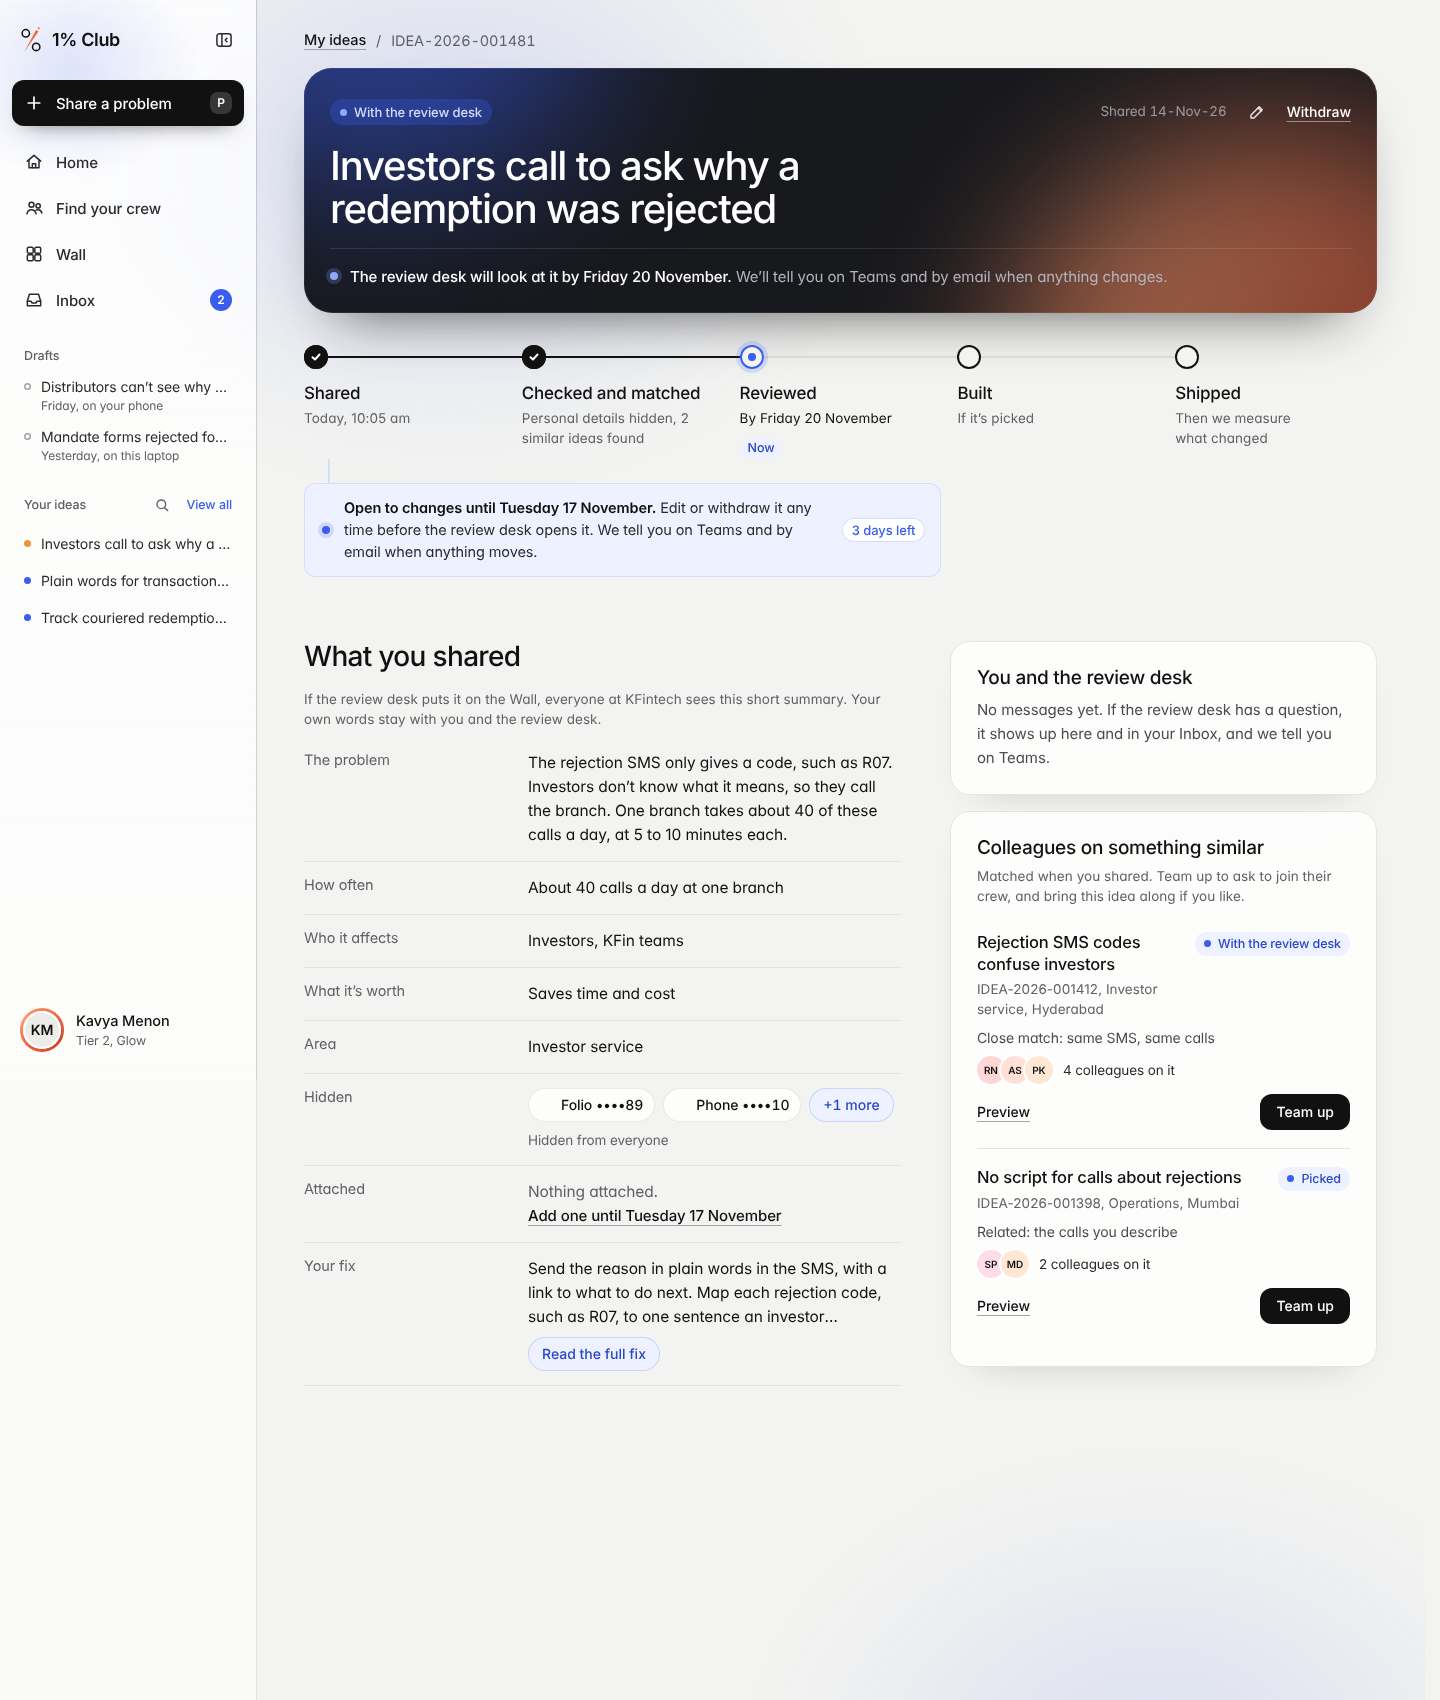 1% Club
Share a problem P
Home
Find your crew
Wall
Inbox 2
Drafts
Distributors can’t see why ...
Friday, on your phone
Mandate forms rejected fo...
Yesterday, on this laptop
Your ideas View all
Investors call to ask why a ...
Plain words for transaction...
Track couriered redemptio...
KM
Kavya Menon
Tier 2, Glow
My ideas / IDEA-2026-001481
With the review desk
Shared 14-Nov-26 Withdraw
Investors call to ask why a
redemption was rejected
The review desk will look at it by Friday 20 November. We’ll tell you on Teams and by email when anything changes.
Shared
Today, 10:05 am
Checked and matched
Personal details hidden, 2
similar ideas found
Reviewed
By Friday 20 November
Now
Built
If it’s picked
Shipped
Then we measure
what changed
Open to changes until Tuesday 17 November. Edit or withdraw it any
time before the review desk opens it. We tell you on Teams and by
email when anything moves.
3 days left
What you shared
If the review desk puts it on the Wall, everyone at KFintech sees this short summary. Your
own words stay with you and the review desk.
The problem
The rejection SMS only gives a code, such as R07.
Investors don’t know what it means, so they call
the branch. One branch takes about 40 of these
calls a day, at 5 to 10 minutes each.
How often
About 40 calls a day at one branch
Who it affects
Investors, KFin teams
What it’s worth
Saves time and cost
Area
Investor service
Hidden
Folio ••••89 Phone ••••10 +1 more
Hidden from everyone
Attached
Nothing attached.
Add one until Tuesday 17 November
Your fix
Send the reason in plain words in the SMS, with a
link to what to do next. Map each rejection code,
such as R07, to one sentence an investor...
Read the full fix
You and the review desk
No messages yet. If the review desk has a question,
it shows up here and in your Inbox, and we tell you
on Teams.
Colleagues on something similar
Matched when you shared. Team up to ask to join their
crew, and bring this idea along if you like.
Rejection SMS codes
confuse investors
With the review desk
IDEA-2026-001412, Investor
service, Hyderabad
Close match: same SMS, same calls
RN AS PK 4 colleagues on it
Preview Team up
No script for calls about rejections
Picked
IDEA-2026-001398, Operations, Mumbai
Related: the calls you describe
SP MD 2 colleagues on it
Preview Team up